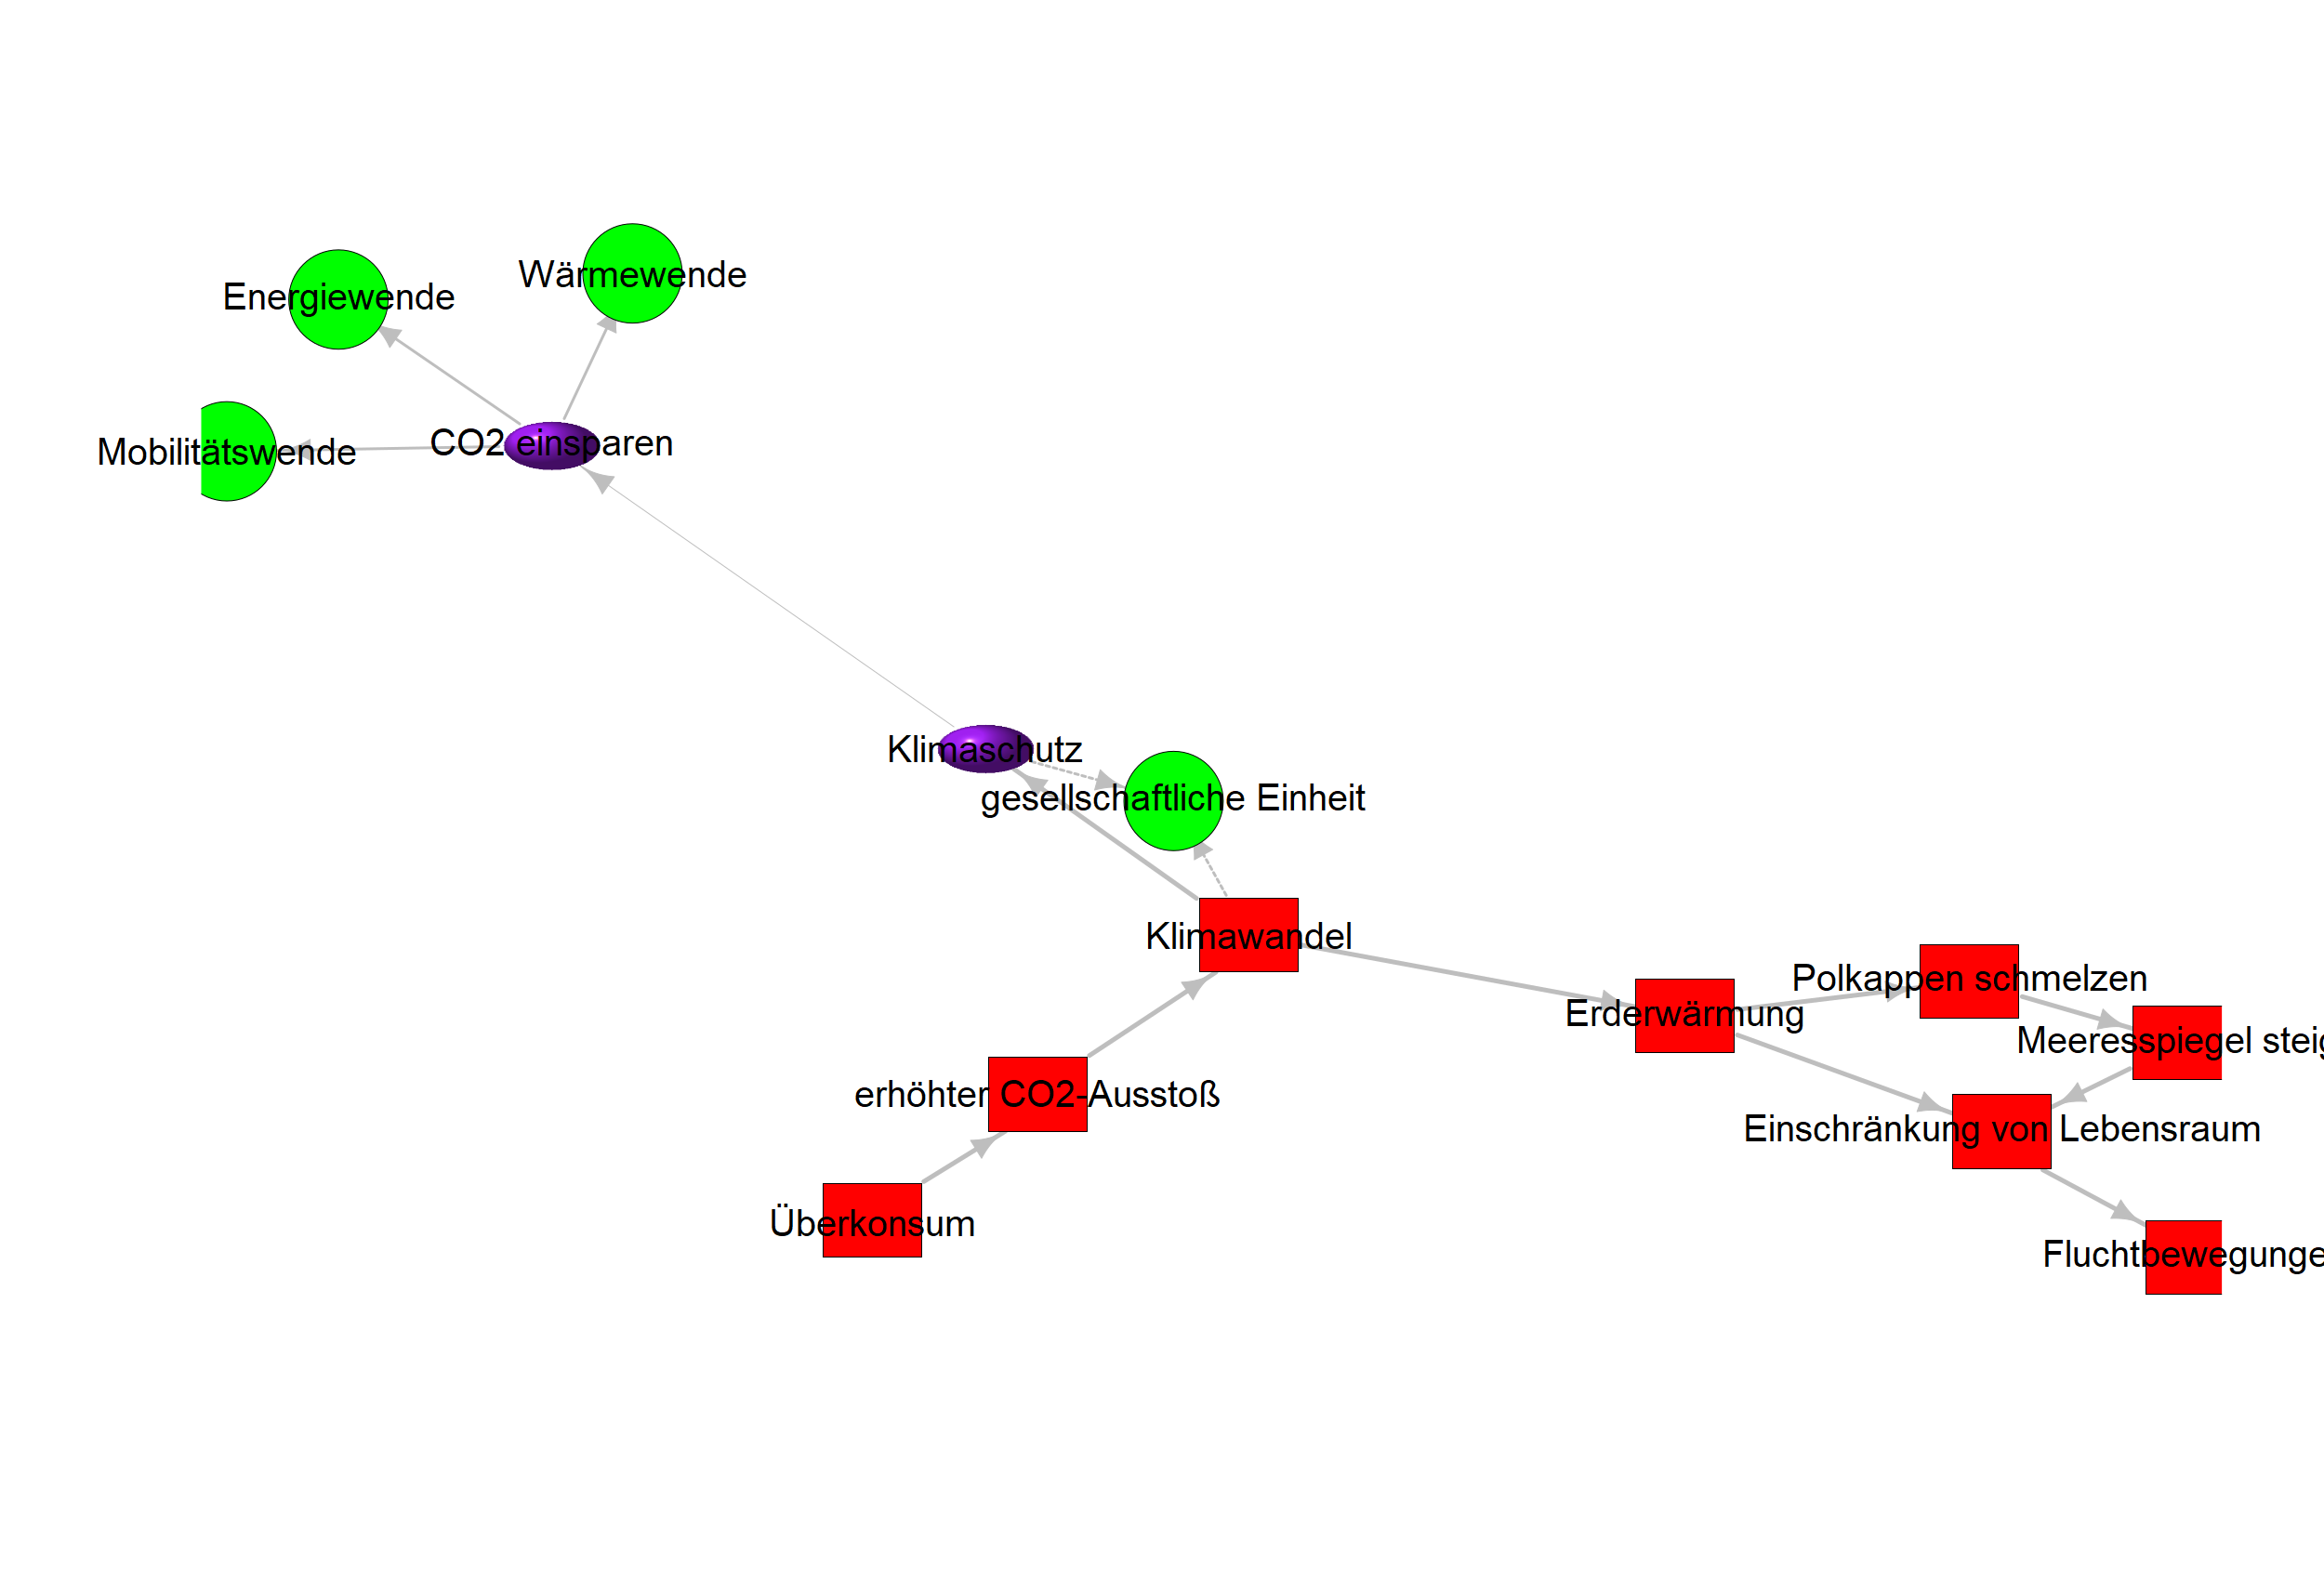 Wärmewende
Energiewende
CO2 einsparen
Mobilitätswende
Klimaschutz
gesellschaftliche Einheit
Klimawandel
Polkappen schmelzen
Erderwärmung
Meeresspiegel steig
erhöhter CO2-Ausstoß
Einschränkung von Lebensraum
Überkonsum
Fluchtbewegunge